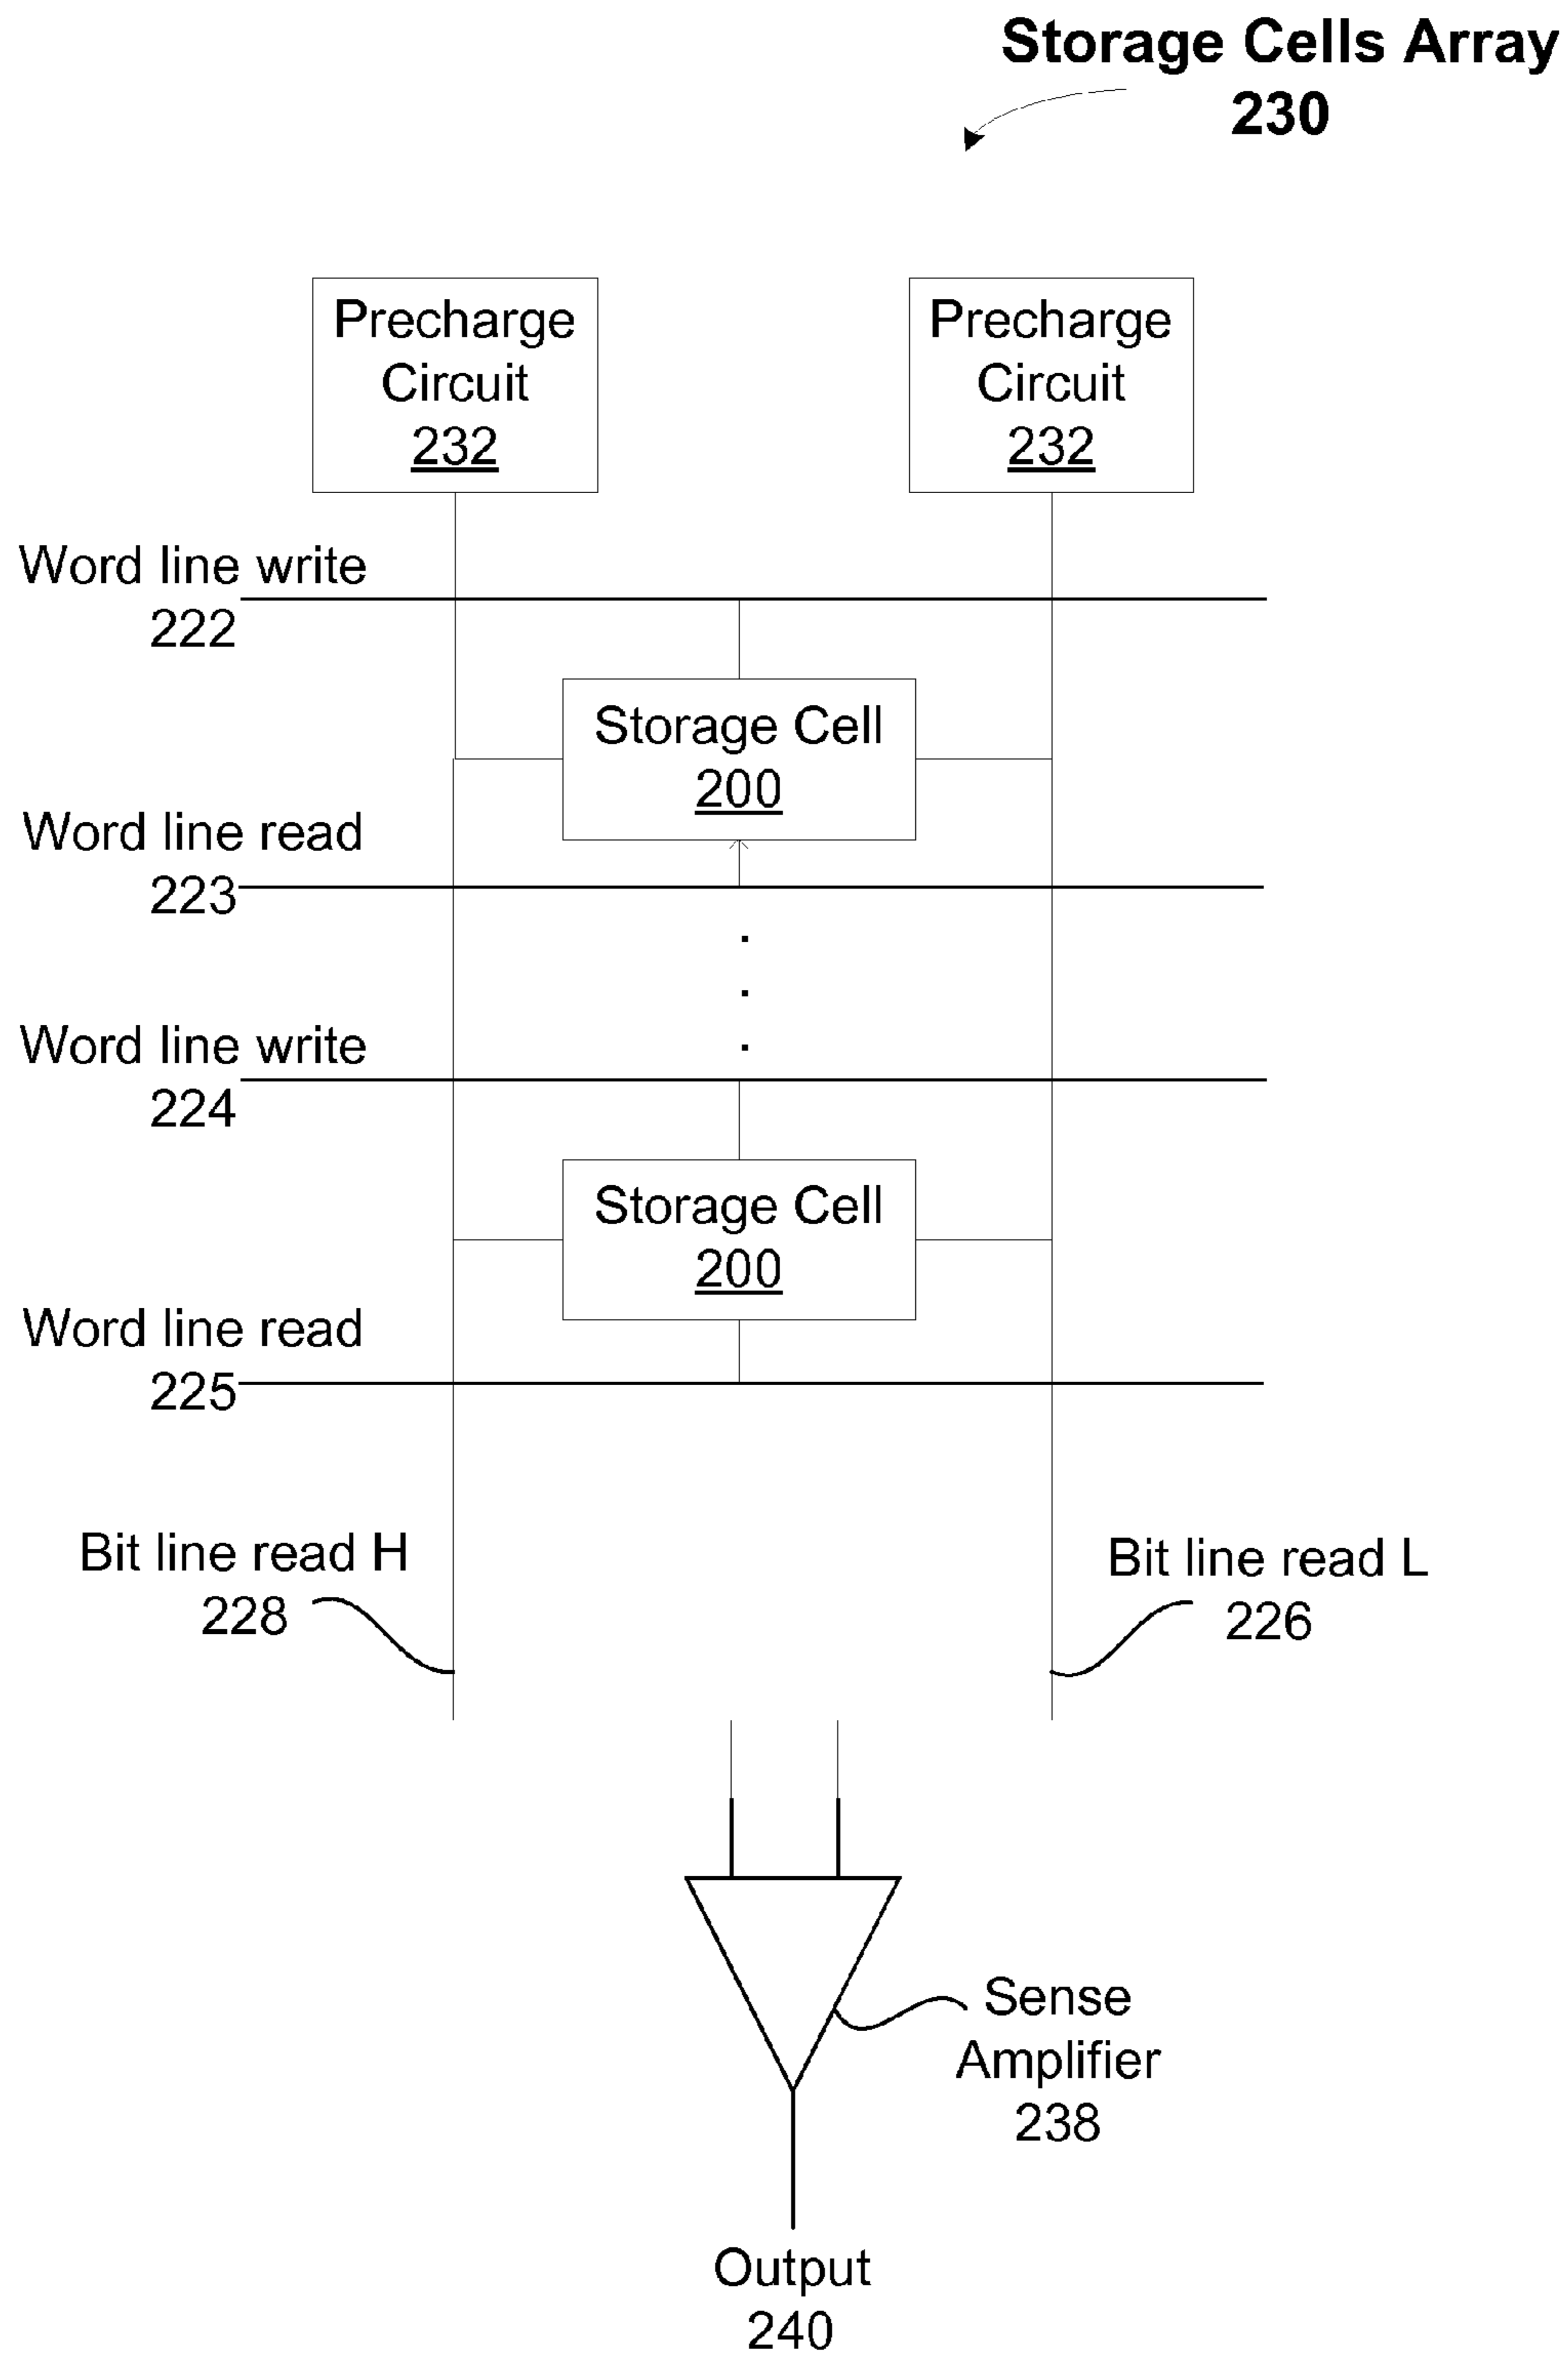 Storage Cells Array
230
Precharge
Circuit
232
Precharge
Circuit
232
Word line write
222
Storage Cell
200
Word line read
223
.
.
.
Word line write
224
Storage Cell
200
Word line read
225
Bit line read H
228
Bit line read L
226
Sense
Amplifier
238
Output
240